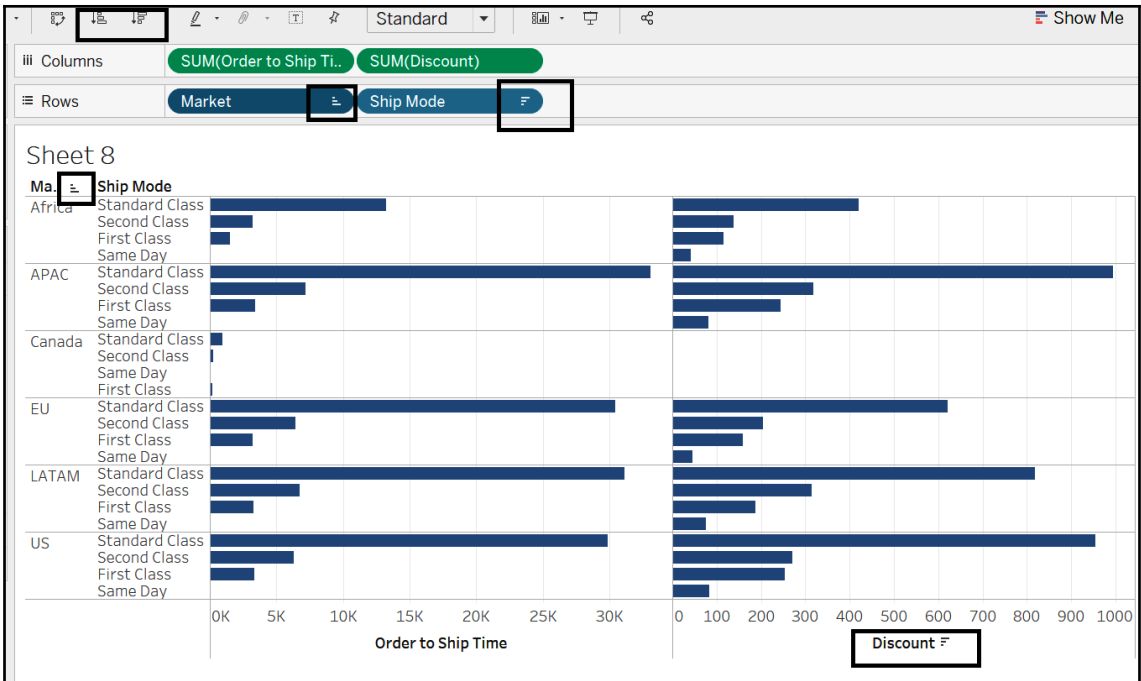 Standard
Show Me
Columns SUM(Order to Ship Ti.. SUM(Discount)
Rows Market Ship Mode
Sheet 8
Ma.. Ship Mode
Africa Standard Class
Second Class
First Class
Same Day
APAC Standard Class
Second Class
First Class
Same Day
Canada Standard Class
Second Class
Same Day
First Class
EU Standard Class
Second Class
First Class
Same Day
LATAM Standard Class
Second Class
First Class
Same Day
US Standard Class
Second Class
First Class
Same Day
0K 5K 10K 15K 20K 25K 30K 0 100 200 300 400 500 600 700 800 900 1000
Order to Ship Time Discount